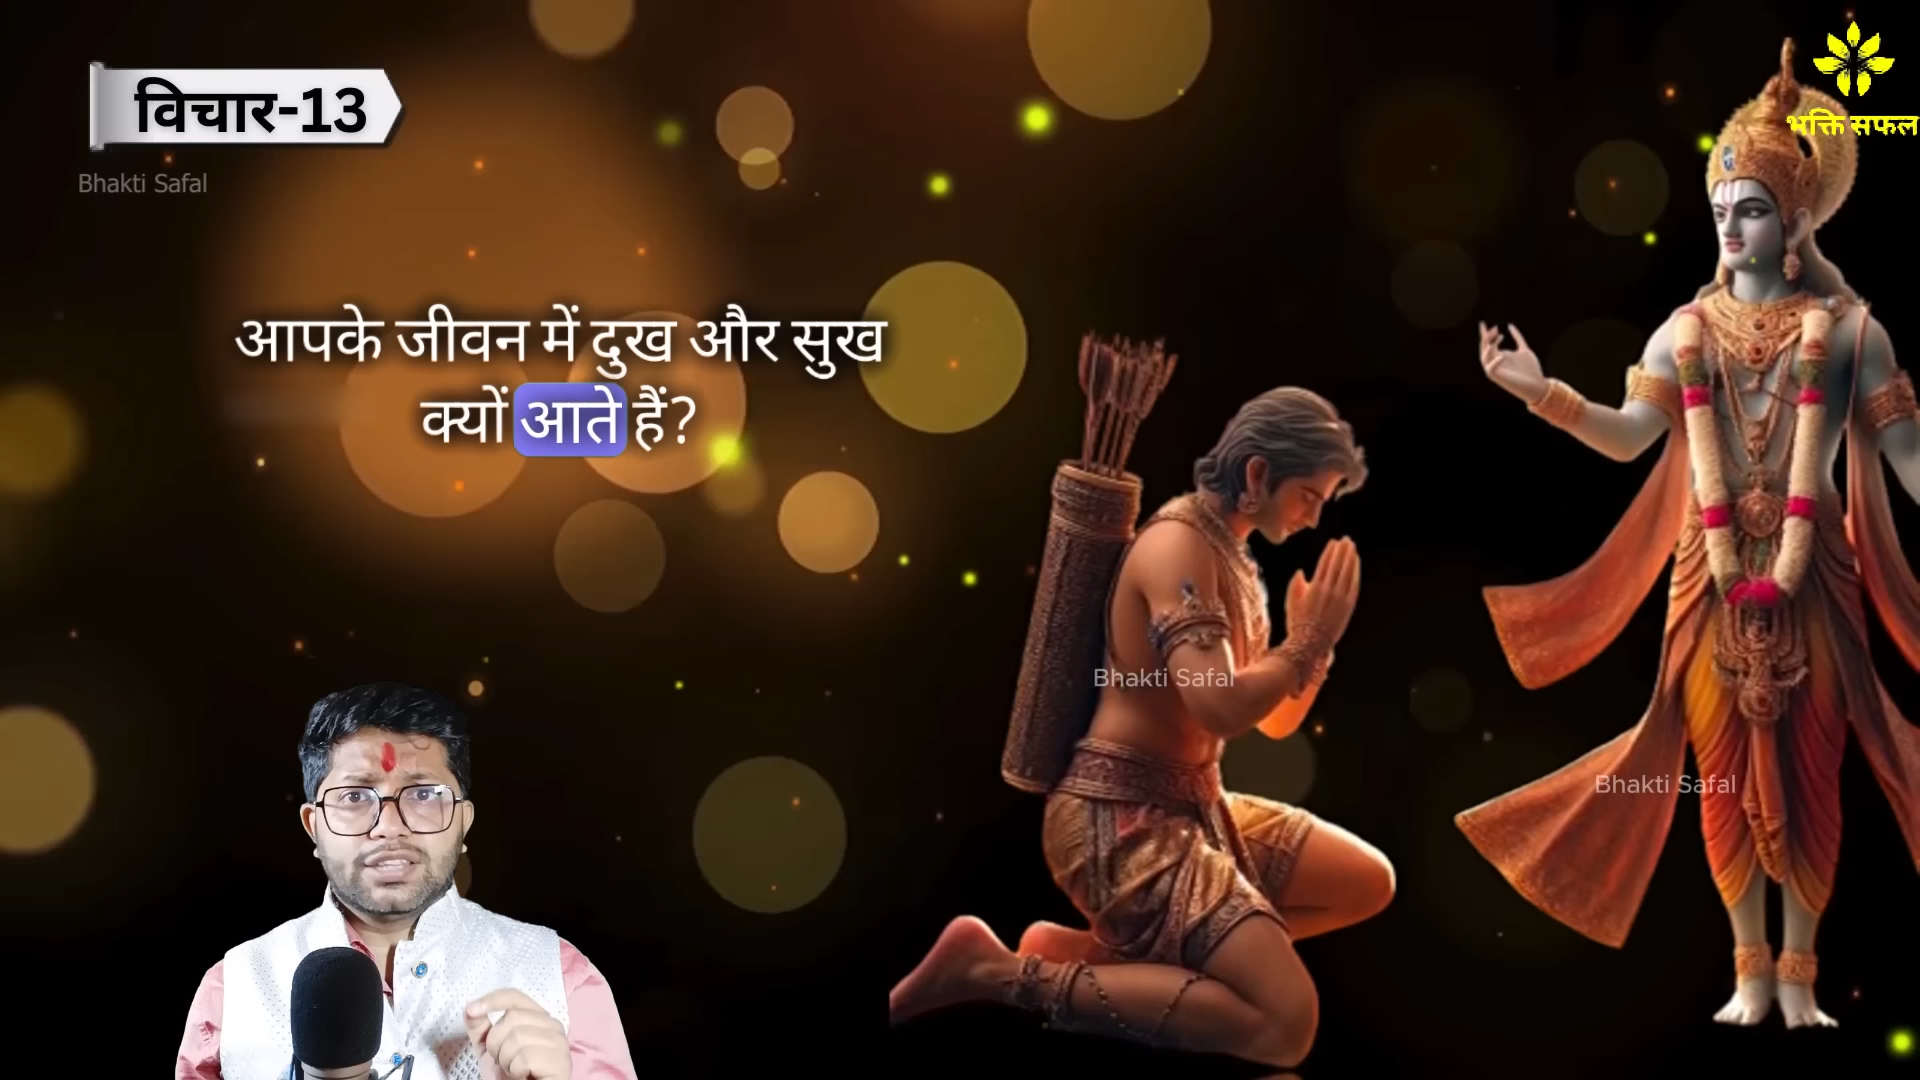 विचार-13
Bhakti Safal
भक्ति सफल
आपके जीवन में दुख और सुख
क्यों आते हैं?
Bhakti Safal
Bhakti Safal